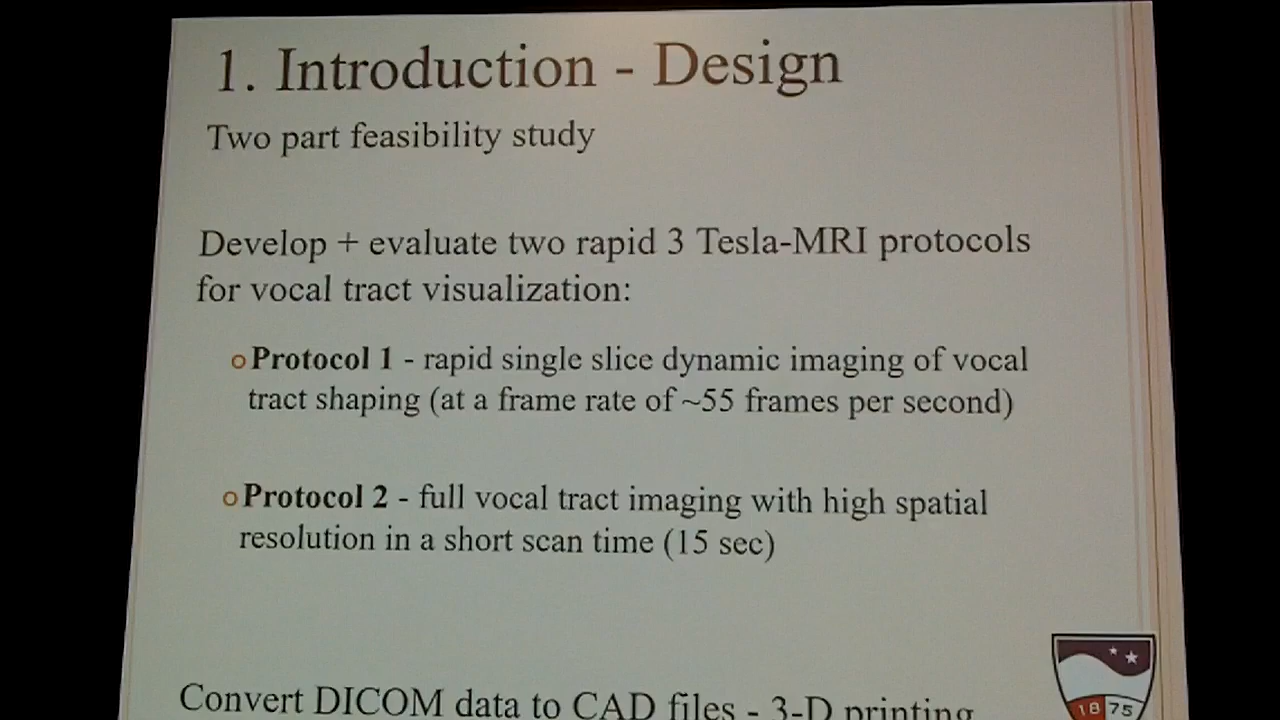 1. Introduction - Design
Two part feasibility study
Develop + evaluate two rapid 3 Tesla-MRI protocols
for vocal tract visualization:
Protocol 1 - rapid single slice dynamic imaging of vocal
tract shaping (at a frame rate of ~55 frames per second)
Protocol 2 - full vocal tract imaging with high spatial
resolution in a short scan time (15 sec)
Convert DICOM data to CAD files - 3-D printing
1875